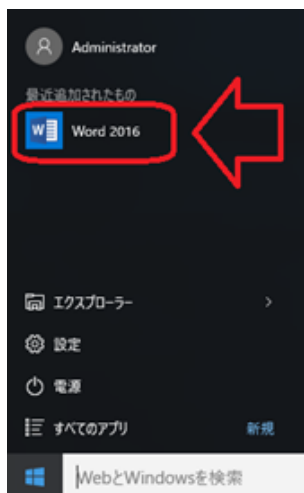 Administrator
最近追加されたもの
Word 2016
エクスプローラー
設定
電源
すべてのアプリ 新規
WebとWindowsを検索